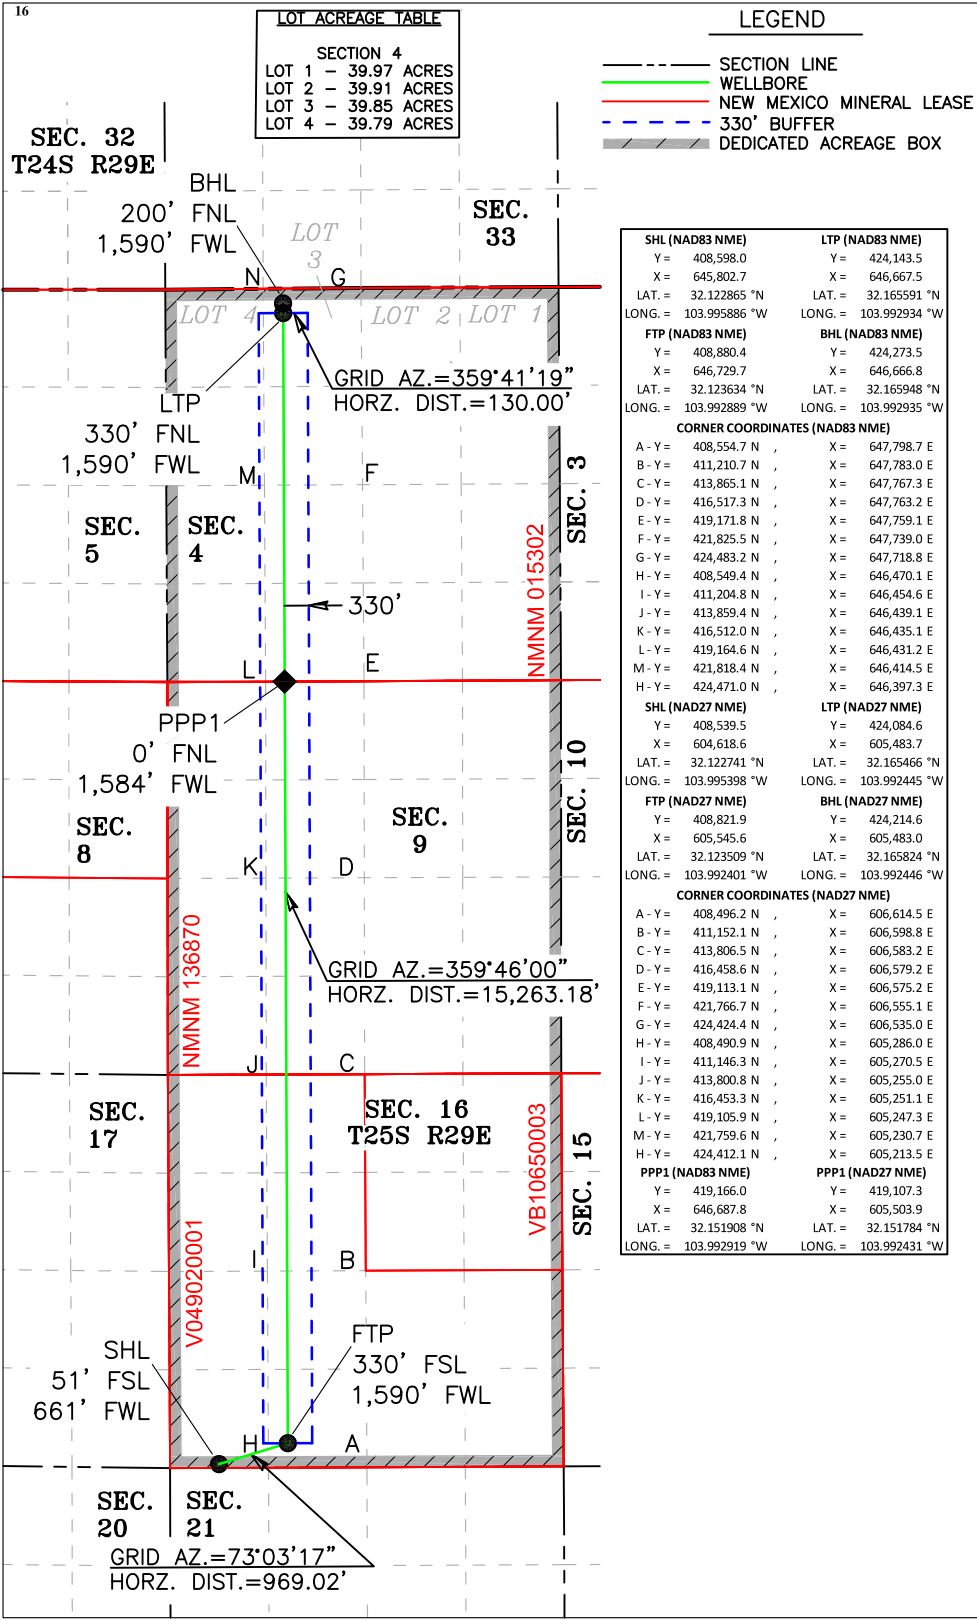 16
LOT ACREAGE TABLE
SECTION 4
LOT 1 - 39.97 ACRES
LOT 2 - 39.91 ACRES
LOT 3 - 39.85 ACRES
LOT 4 - 39.79 ACRES
LEGEND
SECTION LINE
WELLBORE
NEW MEXICO MINERAL LEASE
330' BUFFER
DEDICATED ACREAGE BOX
SEC. 32
T24S R29E
BHL
200' FNL
1,590' FWL
SEC.
33
LOT
3
N G
LOT 4
LOT 2
LOT 1
GRID AZ.=359°41'19"
HORZ. DIST.=130.00'
LTP
330' FNL
1,590' FWL
M F
SEC. 3
SEC.
5
SEC.
4
NMNM 015302
330'
L E
PPP1
0' FNL
1,584' FWL
SEC. 10
SEC.
8
SEC.
9
K D
NMNM 136870
GRID AZ.=359°46'00"
HORZ. DIST.=15,263.18'
J C
SEC.
17
SEC. 16
T25S R29E
VB10650003
SEC. 15
V049020001
I B
SHL
51' FSL
661' FWL
FTP
330' FSL
1,590' FWL
H A
SEC.
20
SEC.
21
GRID AZ.=73°03'17"
HORZ. DIST.=969.02'
SHL (NAD83 NME) LTP (NAD83 NME)
Y = 408,598.0 Y = 424,143.5
X = 645,802.7 X = 646,667.5
LAT. = 32.122865 °N LAT. = 32.165591 °N
LONG. = 103.995886 °W LONG. = 103.992934 °W
FTP (NAD83 NME) BHL (NAD83 NME)
Y = 408,880.4 Y = 424,273.5
X = 646,729.7 X = 646,666.8
LAT. = 32.123634 °N LAT. = 32.165948 °N
LONG. = 103.992889 °W LONG. = 103.992935 °W
CORNER COORDINATES (NAD83 NME)
A - Y = 408,554.7 N , X = 647,798.7 E
B - Y = 411,210.7 N , X = 647,783.0 E
C - Y = 413,865.1 N , X = 647,767.3 E
D - Y = 416,517.3 N , X = 647,763.2 E
E - Y = 419,171.8 N , X = 647,759.1 E
F - Y = 421,825.5 N , X = 647,739.0 E
G - Y = 424,483.2 N , X = 647,718.8 E
H - Y = 408,549.4 N , X = 646,470.1 E
I - Y = 411,204.8 N , X = 646,454.6 E
J - Y = 413,859.4 N , X = 646,439.1 E
K - Y = 416,512.0 N , X = 646,435.1 E
L - Y = 419,164.6 N , X = 646,431.2 E
M - Y = 421,818.4 N , X = 646,414.5 E
H - Y = 424,471.0 N , X = 646,397.3 E
SHL (NAD27 NME) LTP (NAD27 NME)
Y = 408,539.5 Y = 424,084.6
X = 604,618.6 X = 605,483.7
LAT. = 32.122741 °N LAT. = 32.165466 °N
LONG. = 103.995398 °W LONG. = 103.992445 °W
FTP (NAD27 NME) BHL (NAD27 NME)
Y = 408,821.9 Y = 424,214.6
X = 605,545.6 X = 605,483.0
LAT. = 32.123509 °N LAT. = 32.165824 °N
LONG. = 103.992401 °W LONG. = 103.992446 °W
CORNER COORDINATES (NAD27 NME)
A - Y = 408,496.2 N , X = 606,614.5 E
B - Y = 411,152.1 N , X = 606,598.8 E
C - Y = 413,806.5 N , X = 606,583.2 E
D - Y = 416,458.6 N , X = 606,579.2 E
E - Y = 419,113.1 N , X = 606,575.2 E
F - Y = 421,766.7 N , X = 606,555.1 E
G - Y = 424,424.4 N , X = 606,535.0 E
H - Y = 408,490.9 N , X = 605,286.0 E
I - Y = 411,146.3 N , X = 605,270.5 E
J - Y = 413,800.8 N , X = 605,255.0 E
K - Y = 416,453.3 N , X = 605,251.1 E
L - Y = 419,105.9 N , X = 605,247.3 E
M - Y = 421,759.6 N , X = 605,230.7 E
H - Y = 424,412.1 N , X = 605,213.5 E
PPP1 (NAD83 NME) PPP1 (NAD27 NME)
Y = 419,166.0 Y = 419,107.3
X = 646,687.8 X = 605,503.9
LAT. = 32.151908 °N LAT. = 32.151784 °N
LONG. = 103.992919 °W LONG. = 103.992431 °W